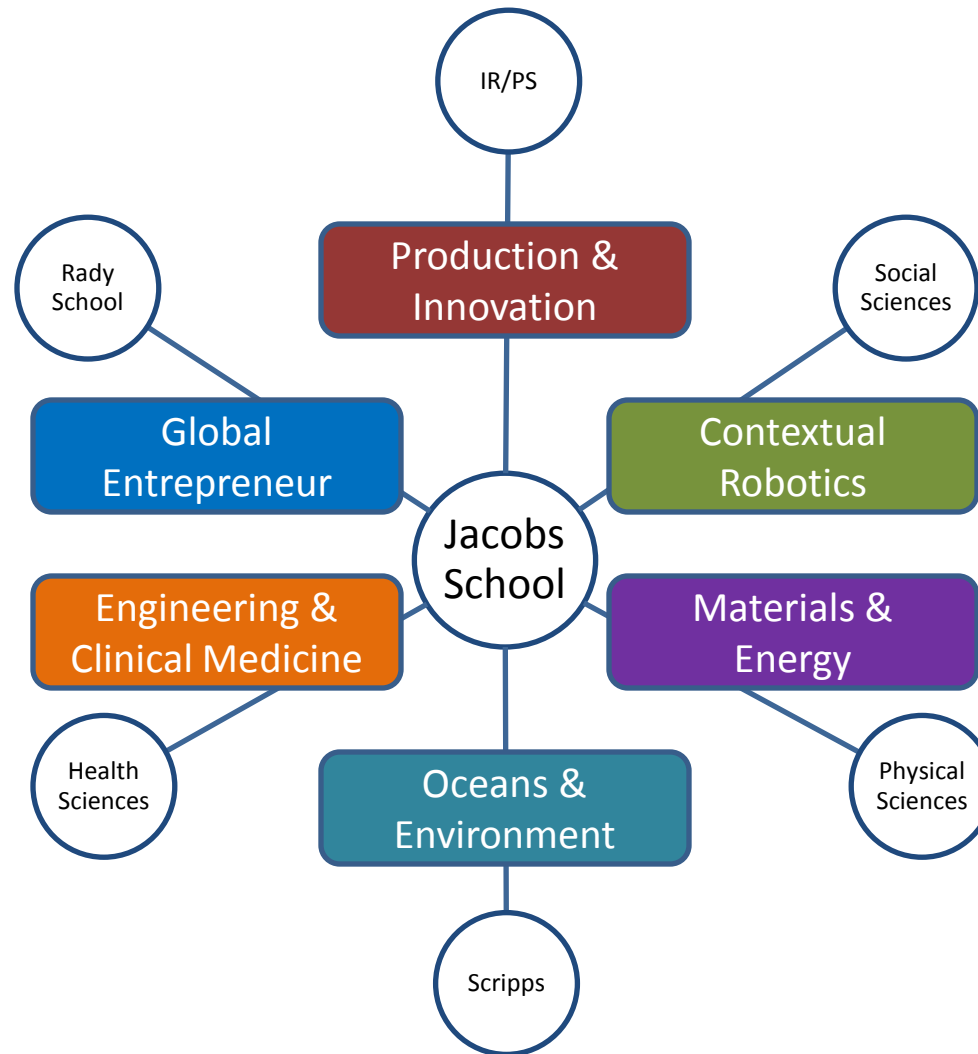 IR/PS
Production &
Innovation
Rady
School
Social
Sciences
Global
Entrepreneur
Contextual
Robotics
Jacobs
School
Engineering &
Clinical Medicine
Materials &
Energy
Health
Sciences
Oceans &
Environment
Physical
Sciences
Scripps